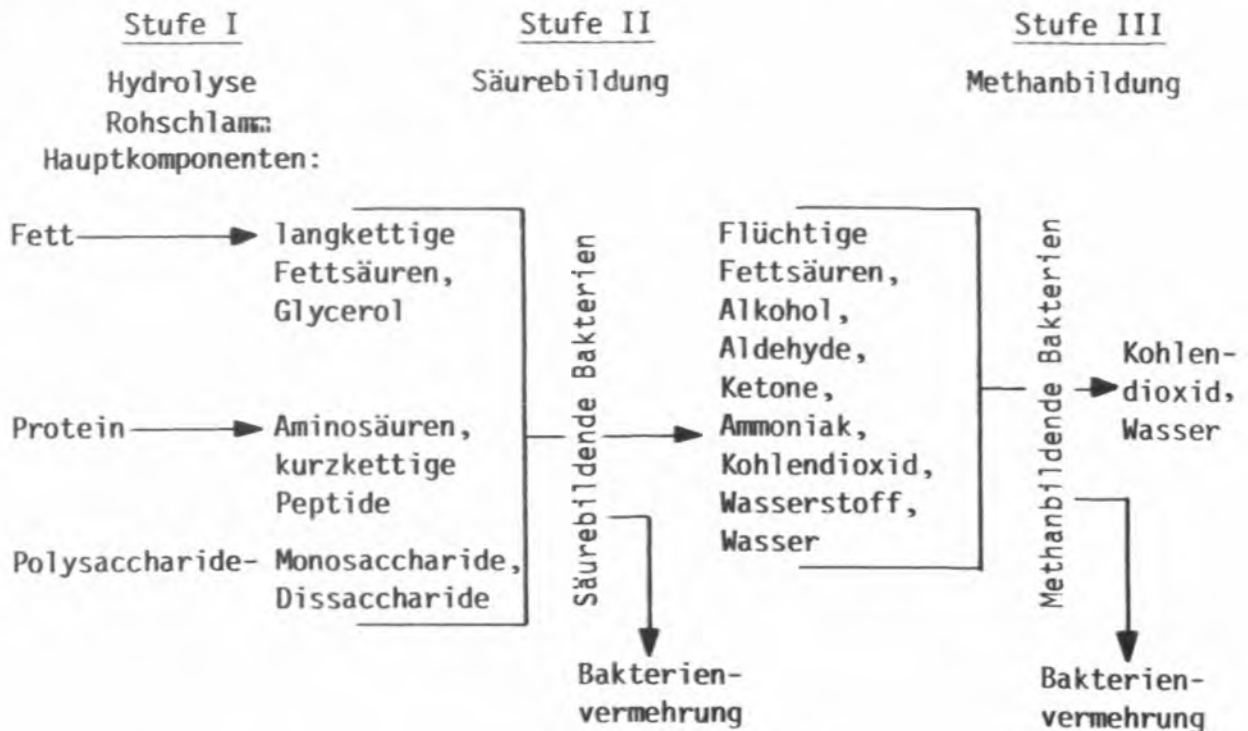 Stufe I
Stufe II
Stufe III
Hydrolyse
Rohschlamm
Hauptkomponenten:
Säurebildung
Methanbildung
Fett
langkettige
Fettsäuren,
Glycerol
Protein
Aminosäuren,
kurzkettige
Peptide
Polysaccharide-
Monosaccharide,
Dissaccharide
Säurebildende Bakterien
Bakterien-
vermehrung
Flüchtige
Fettsäuren,
Alkohol,
Aldehyde,
Ketone,
Ammoniak,
Kohlendioxid,
Wasserstoff,
Wasser
Methanbildende Bakterien
Kohlen-
dioxid,
Wasser
Bakterien-
vermehrung